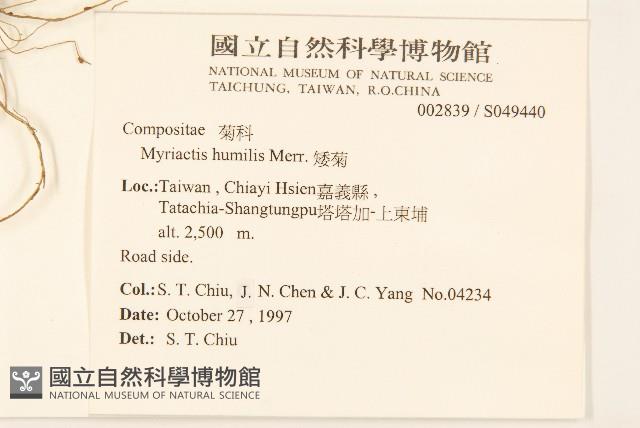 國立自然科學博物館
NATIONAL MUSEUM OF NATURAL SCIENCE
TAICHUNG, TAIWAN, R.O.CHINA
002839 / S049440
Compositae 菊科
Myriactis humilis Merr. 矮菊
Loc.:Taiwan , Chiayi Hsien嘉義縣 ,
Tatachia-Shangtungpu塔塔加-上東埔
alt. 2,500 m.
Road side.
Col.: S. T. Chiu, J. N. Chen & J. C. Yang No.04234
Date: October 27 , 1997
Det.: S. T. Chiu
國立自然科學博物館
NATIONAL MUSEUM OF NATURAL SCIENCE